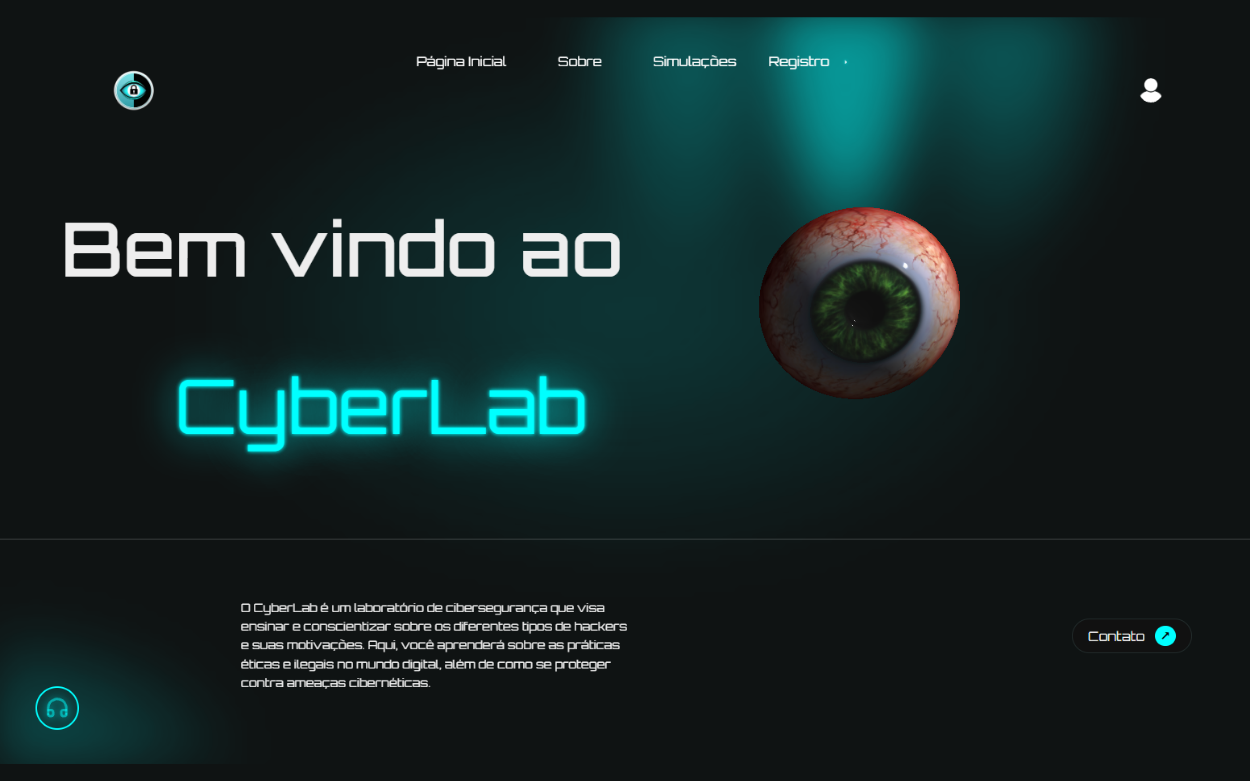 Página Inicial Sobre Simulações Registro
Bem vindo ao
CyberLab
O CyberLab é um laboratório de cibersegurança que visa
ensinar e conscientizar sobre os diferentes tipos de hackers
e suas motivações. Aqui, você aprenderá sobre as práticas
éticas e ilegais no mundo digital, além de como se proteger
contra ameaças cibernéticas.
Contato